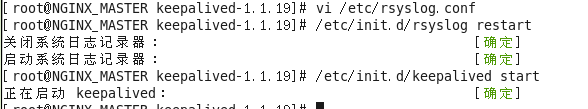 [root@NGINX_MASTER keepalived-1.1.19]# vi /etc/rsyslog.conf
[root@NGINX_MASTER keepalived-1.1.19]# /etc/init.d/rsyslog restart
关闭系统日志记录器： [确定]
启动系统日志记录器： [确定]
[root@NGINX_MASTER keepalived-1.1.19]# /etc/init.d/keepalived start
正在启动 keepalived： [确定]
[root@NGINX_MASTER keepalived-1.1.19]#